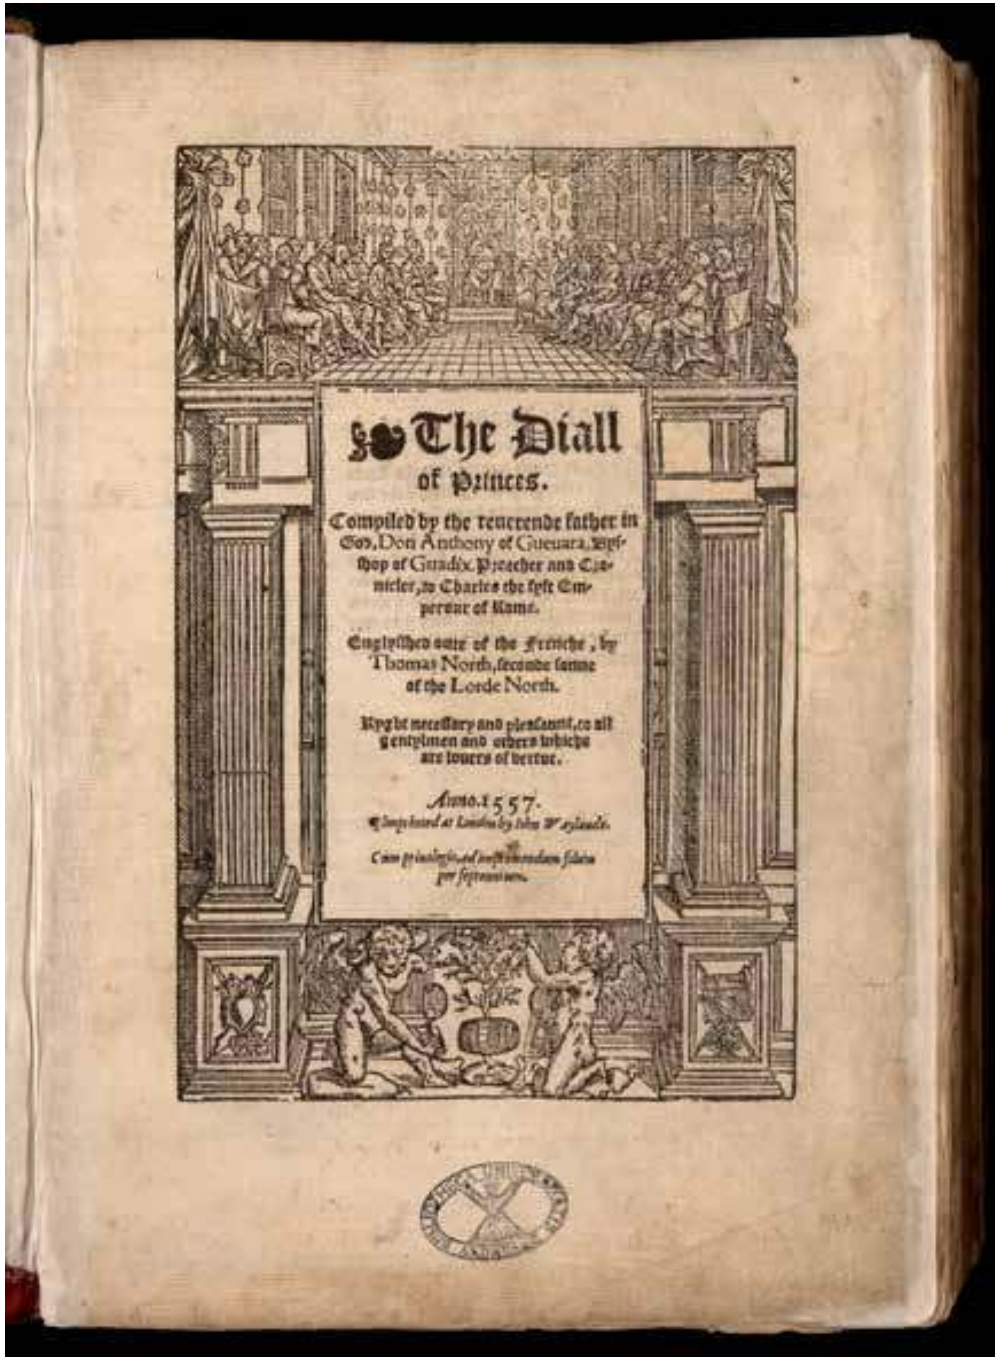 The Diall
of Princes.
Compiled by the reuerende father in
God, Don Anthony of Gueuara, Bys-
shop of Guadix. Preacher and Cro-
nicler, to Charles the fyft Em-
perour of Rome.
Englysshed oute of the Frenche, by
Thomas North, seconde sonne
of the Lorde North.
Ryght necessary and pleasaunt, to all
gentylmen and others whiche
are louers of vertue.
Anno. 1557.
¶ Imprinted at London by Iohn Waylande.
Cum priuilegio, ad imprimendum solum
per septennium.